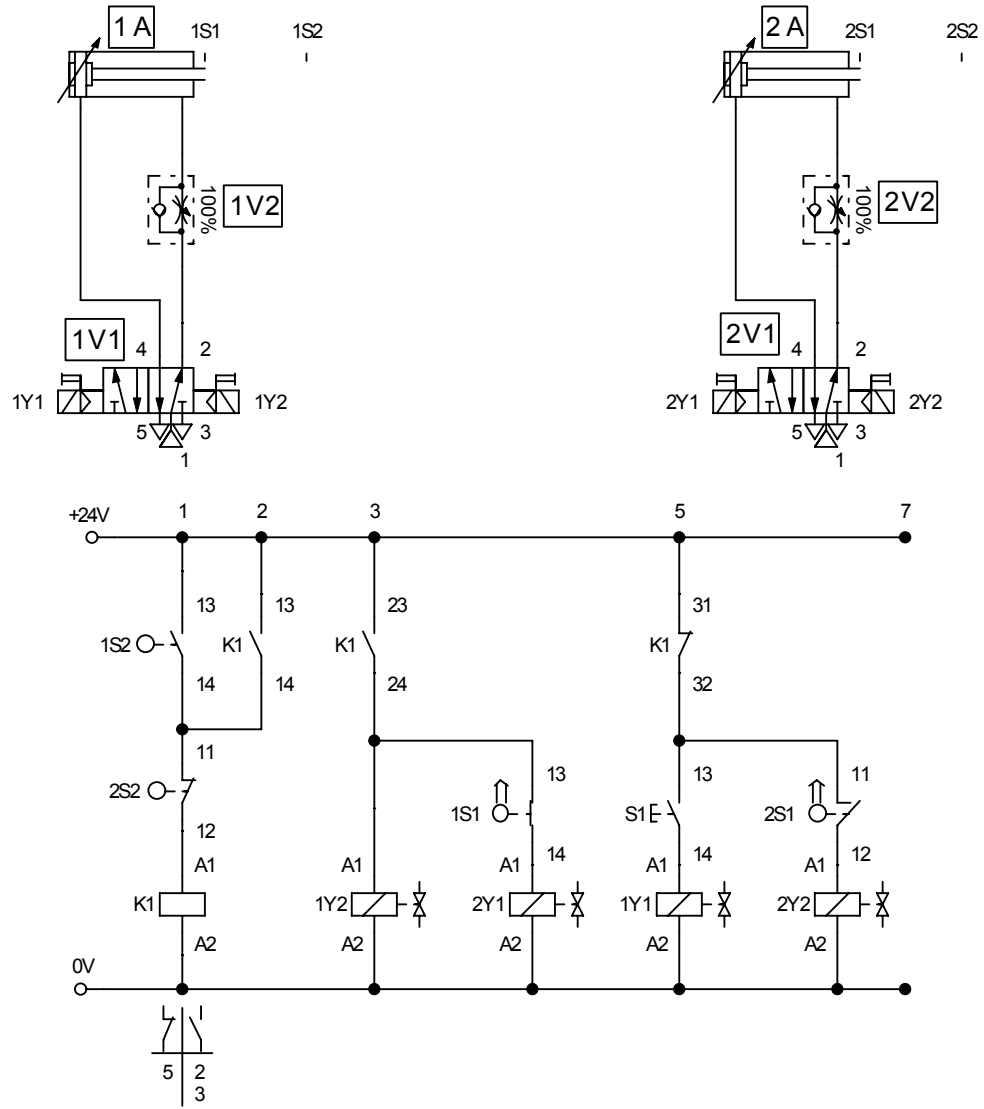 1A 1S1 1S2 2A 2S1 2S2
100% 1V2 100% 2V2
1V1 4 2 2V1 4 2
1Y1 1Y2 2Y1 2Y2
5 3 5 3
1 1
+24V 1 2 3 5 7
13 13 23 31
1S2 K1 K1 K1
14 14 24 32
11 13 13 11
2S2 1S1 S1 2S1
12 14 14 12
A1 A1 A1 A1 A1
K1 1Y2 2Y1 1Y1 2Y2
A2 A2 A2 A2 A2
0V
5 2
3